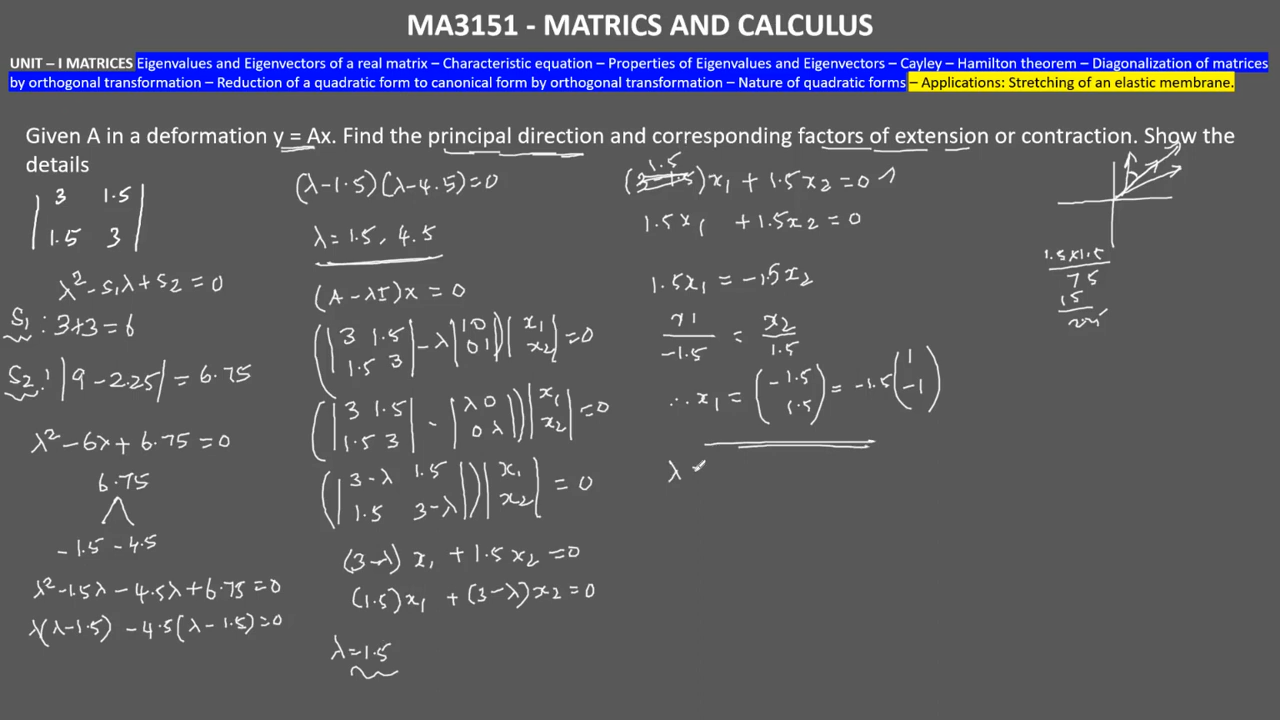 MA3151 - MATRICS AND CALCULUS
UNIT – I MATRICES Eigenvalues and Eigenvectors of a real matrix – Characteristic equation – Properties of Eigenvalues and Eigenvectors – Cayley – Hamilton theorem – Diagonalization of matrices
by orthogonal transformation – Reduction of a quadratic form to canonical form by orthogonal transformation – Nature of quadratic forms – Applications: Stretching of an elastic membrane.
Given A in a deformation y = Ax. Find the principal direction and corresponding factors of extension or contraction. Show the
details
3 1.5
1.5 3
λ² - S₁λ + S₂ = 0
S₁ : 3+3 = 6
S₂ : |9 - 2.25| = 6.75
λ² - 6λ + 6.75 = 0
6.75
-1.5 -4.5
λ² - 1.5λ - 4.5λ + 6.75 = 0
λ(λ - 1.5) - 4.5(λ - 1.5) = 0
(λ - 1.5)(λ - 4.5) = 0
λ = 1.5, 4.5
(A - λI)x = 0
(|3 1.5| - λ|1 0|)|x₁| = 0
|1.5 3| |0 1| |x₂|
(|3 1.5| - |λ 0|)|x₁| = 0
|1.5 3| |0 λ| |x₂|
(|3-λ 1.5|)|x₁| = 0
|1.5 3-λ| |x₂|
(3-λ) x₁ + 1.5 x₂ = 0
(1.5)x₁ + (3-λ)x₂ = 0
λ = 1.5
1.5
(3-1.5)x₁ + 1.5x₂ = 0
1.5x₁ + 1.5x₂ = 0
1.5x₁ = -1.5x₂
x1 x₂
-1.5 = 1.5
∴ x₁ = (-1.5) = -1.5(1)
1.5 -1
λ
1.5×1.5
75
15